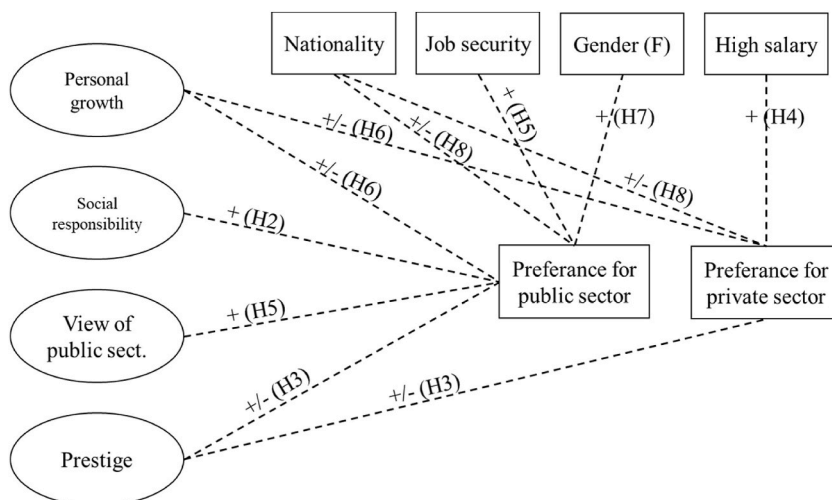 Nationality
Job security
Gender (F)
High salary
Personal
growth
+/- (H6)
+/- (H8)
+ (H5)
+ (H7)
+ (H4)
+/- (H6)
+/- (H8)
Social
responsibility
+ (H2)
Preferance for
public sector
Preferance for
private sector
View of
public sect.
+ (H5)
+/- (H3)
+/- (H3)
Prestige